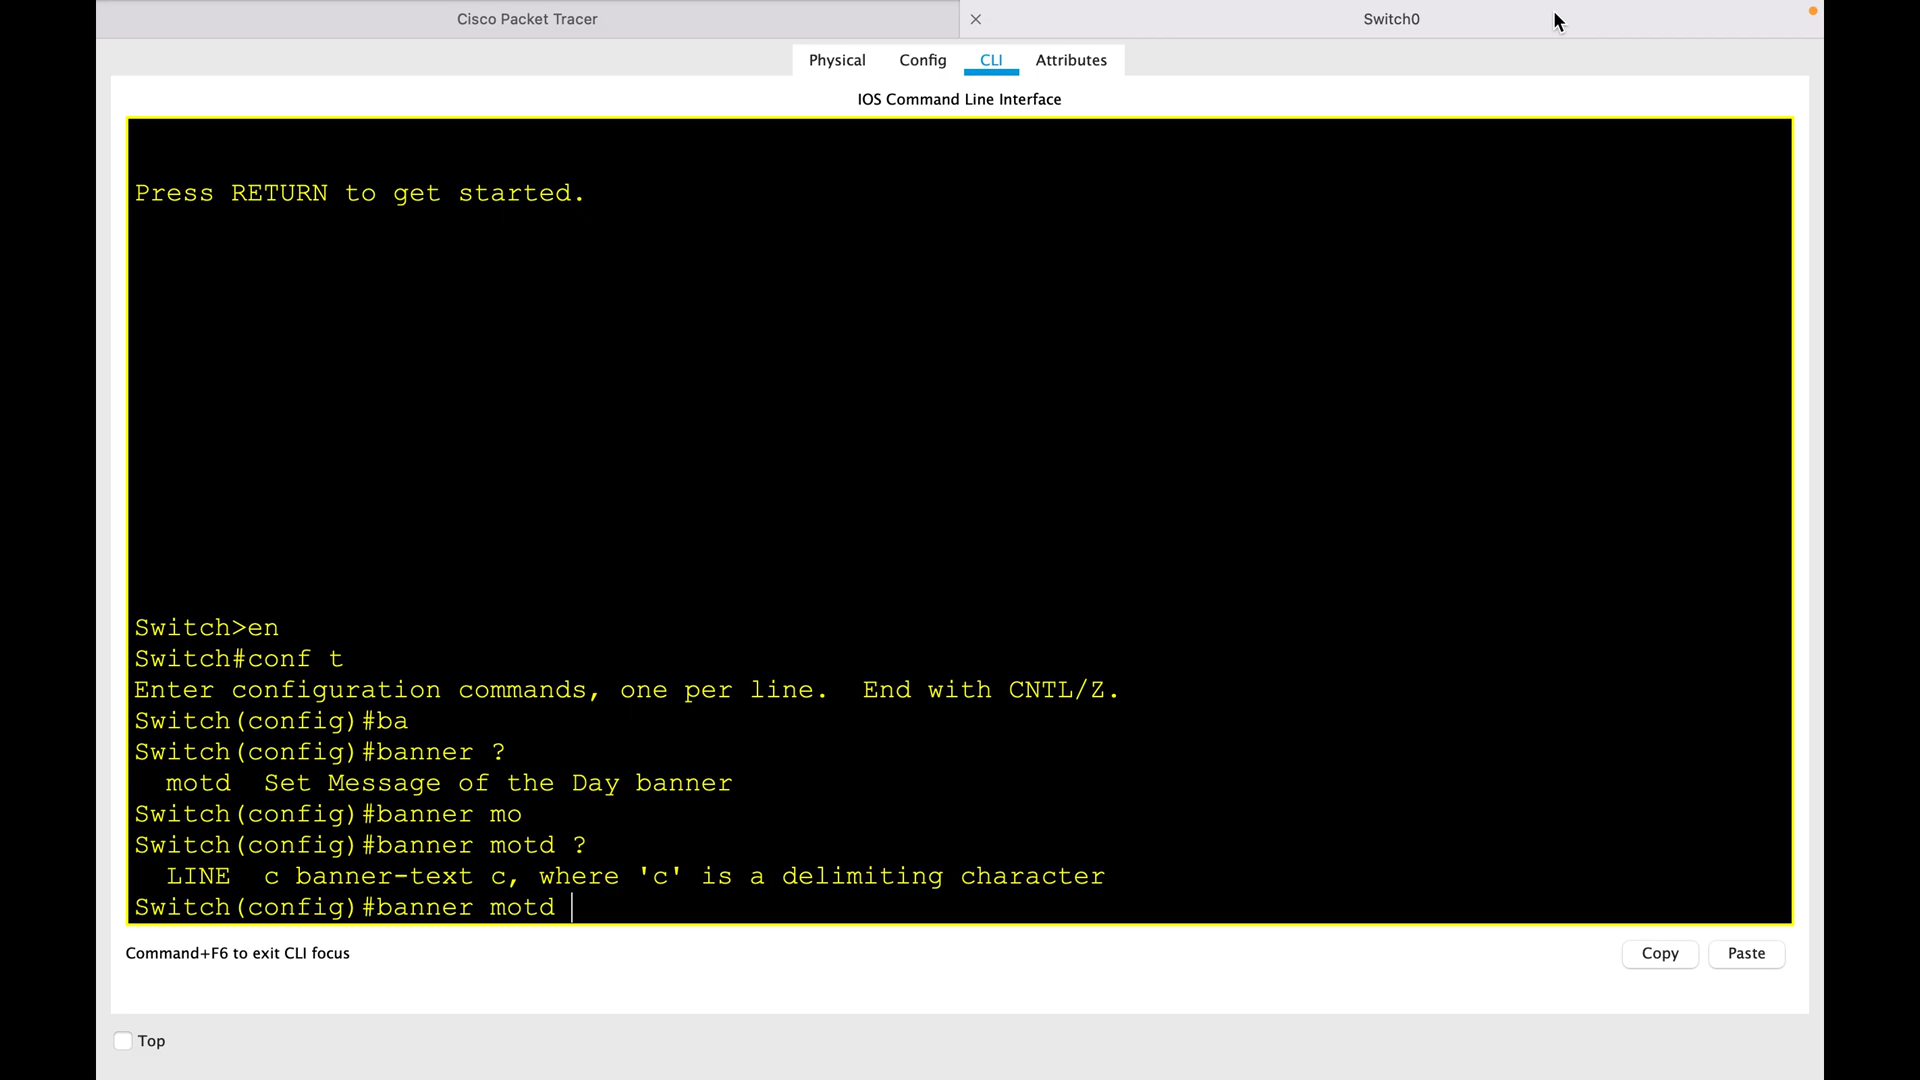 Cisco Packet Tracer
Switch0
Physical Config CLI Attributes
IOS Command Line Interface
Press RETURN to get started.
Switch>en
Switch#conf t
Enter configuration commands, one per line.  End with CNTL/Z.
Switch(config)#ba
Switch(config)#banner ?
  motd  Set Message of the Day banner
Switch(config)#banner mo
Switch(config)#banner motd ?
  LINE  c banner-text c, where 'c' is a delimiting character
Switch(config)#banner motd
Command+F6 to exit CLI focus
Copy Paste
Top